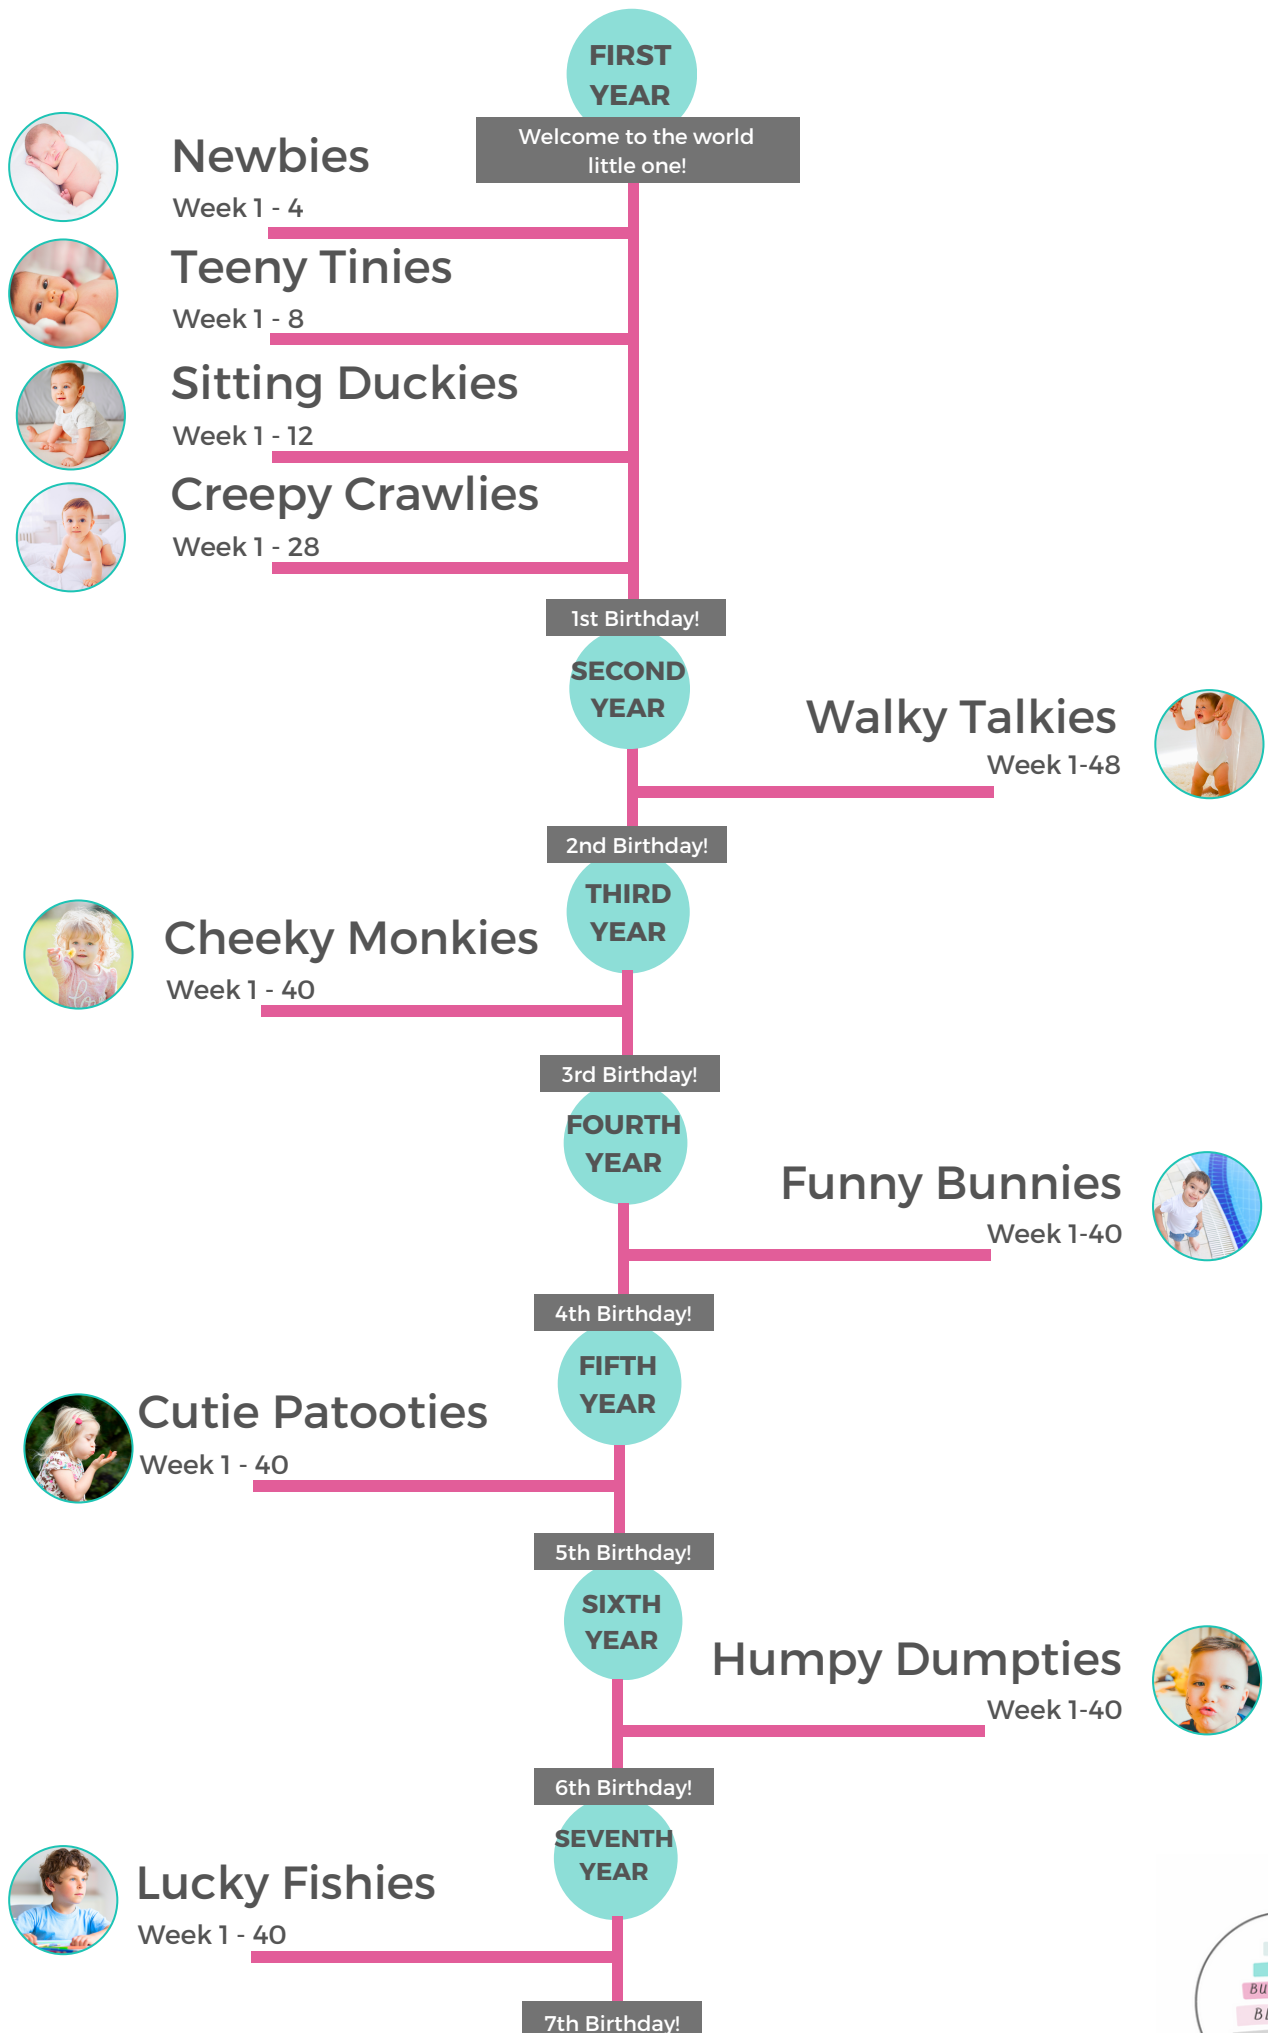 FIRST
YEAR
Welcome to the world
little one!
Newbies
Week 1 - 4
Teeny Tinies
Week 1 - 8
Sitting Duckies
Week 1 - 12
Creepy Crawlies
Week 1 - 28
1st Birthday!
SECOND
YEAR
Walky Talkies
Week 1-48
2nd Birthday!
THIRD
YEAR
Cheeky Monkies
Week 1 - 40
3rd Birthday!
FOURTH
YEAR
Funny Bunnies
Week 1-40
4th Birthday!
FIFTH
YEAR
Cutie Patooties
Week 1 - 40
5th Birthday!
SIXTH
YEAR
Humpy Dumpties
Week 1-40
6th Birthday!
SEVENTH
YEAR
Lucky Fishies
Week 1 - 40
7th Birthday!